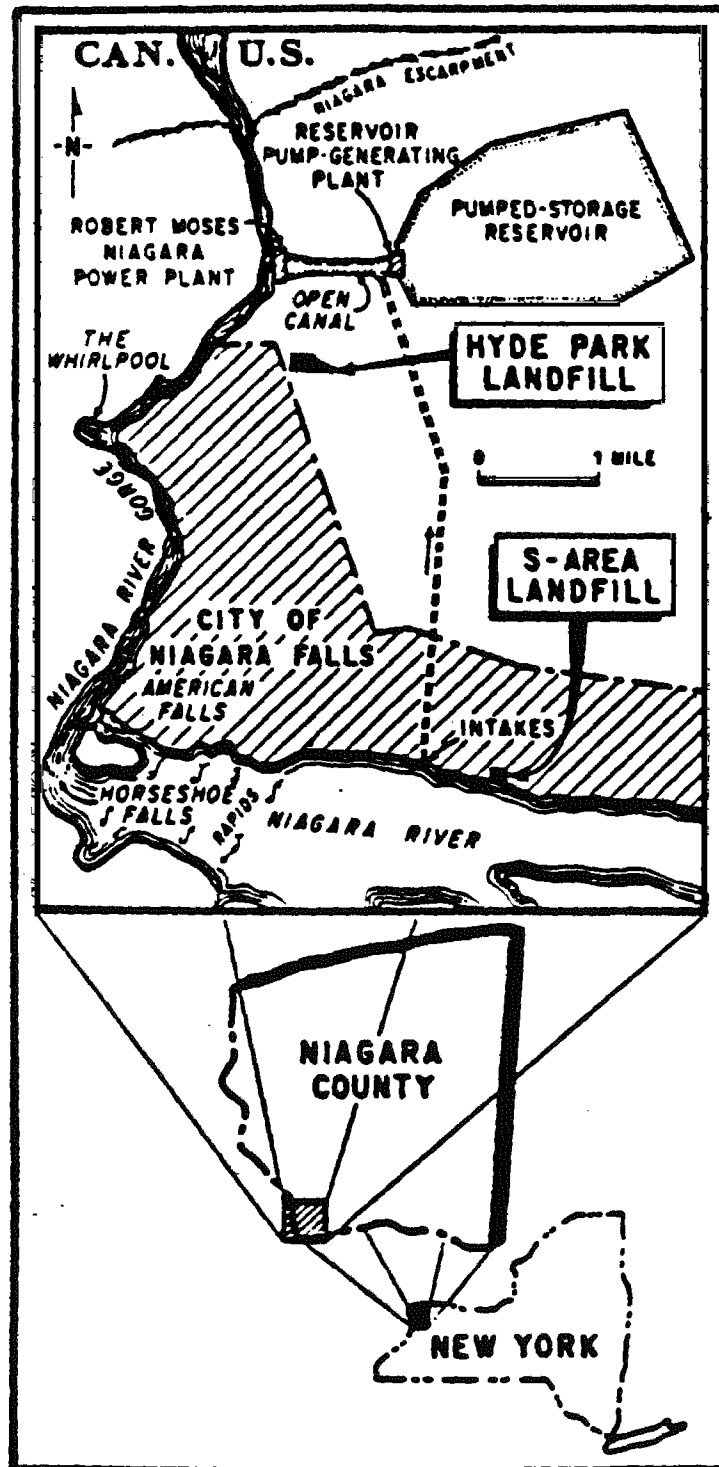 CAN. U.S.
NIAGARA ESCARPMENT
-N-
RESERVOIR
PUMP-GENERATING
PLANT
PUMPED-STORAGE
RESERVOIR
ROBERT MOSES
NIAGARA
POWER PLANT
OPEN
CANAL
THE
WHIRLPOOL
HYDE PARK
LANDFILL
0 1 MILE
NIAGARA RIVER GORGE
S-AREA
LANDFILL
CITY OF
NIAGARA FALLS
AMERICAN
FALLS
INTAKES
HORSESHOE
FALLS
RAPIDS
NIAGARA RIVER
NIAGARA
COUNTY
NEW YORK